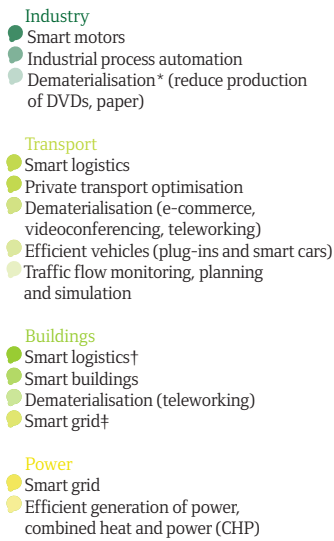 Industry
Smart motors
Industrial process automation
Dematerialisation* (reduce production
of DVDs, paper)
Transport
Smart logistics
Private transport optimisation
Dematerialisation (e-commerce,
videoconferencing, teleworking)
Efficient vehicles (plug-ins and smart cars)
Traffic flow monitoring, planning
and simulation
Buildings
Smart logistics†
Smart buildings
Dematerialisation (teleworking)
Smart grid‡
Power
Smart grid
Efficient generation of power,
combined heat and power (CHP)